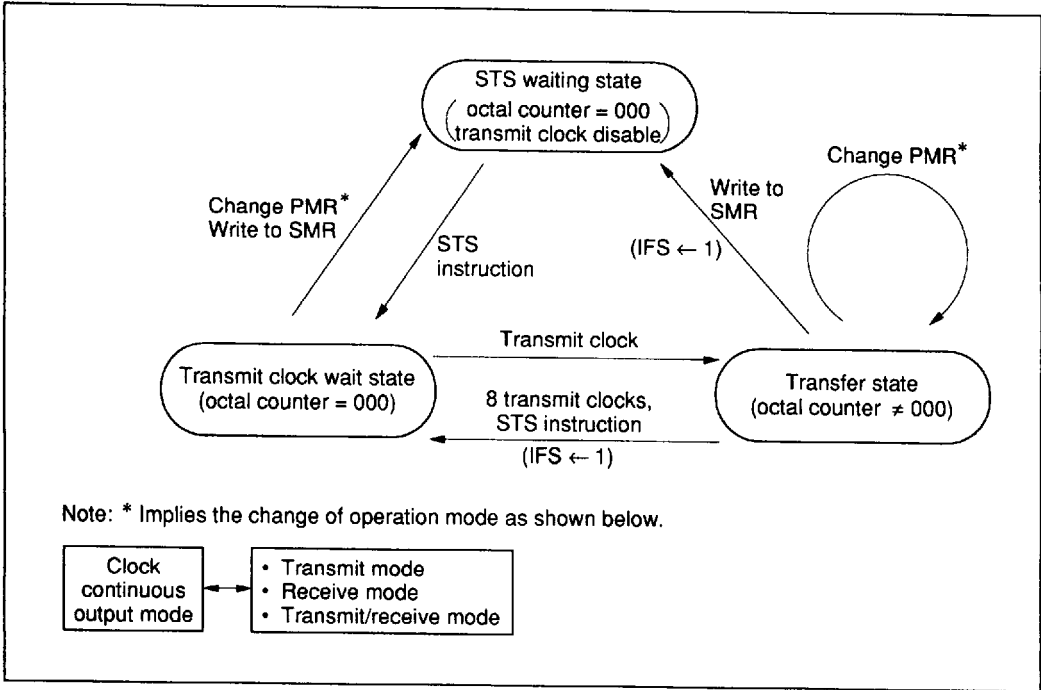 STS waiting state
(octal counter = 000
transmit clock disable)
Change PMR*
Change PMR*
Write to SMR
Write to
SMR
(IFS ← 1)
STS
instruction
Transmit clock
Transmit clock wait state
(octal counter = 000)
Transfer state
(octal counter ≠ 000)
8 transmit clocks,
STS instruction
(IFS ← 1)
Note: * Implies the change of operation mode as shown below.
Clock
continuous
output mode
• Transmit mode
• Receive mode
• Transmit/receive mode